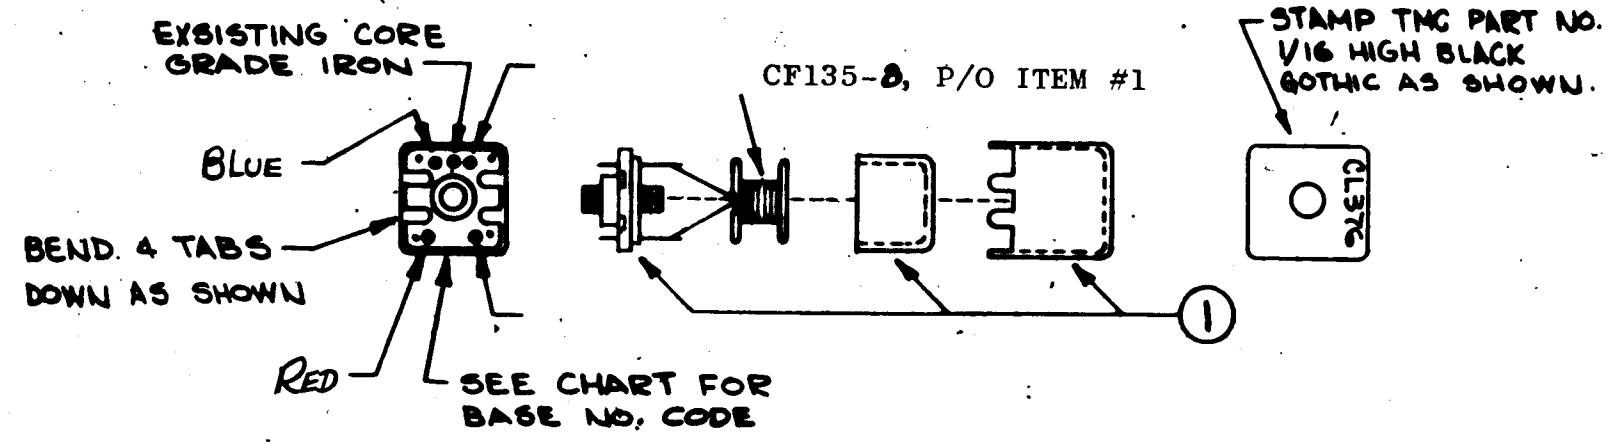 EXSISTING CORE
GRADE IRON
BLUE
BEND. 4 TABS
DOWN AS SHOWN
RED
SEE CHART FOR
BASE NO. CODE
CF135-8, P/O ITEM #1
1
STAMP TMC PART NO.
1/16 HIGH BLACK
GOTHIC AS SHOWN.
CL376